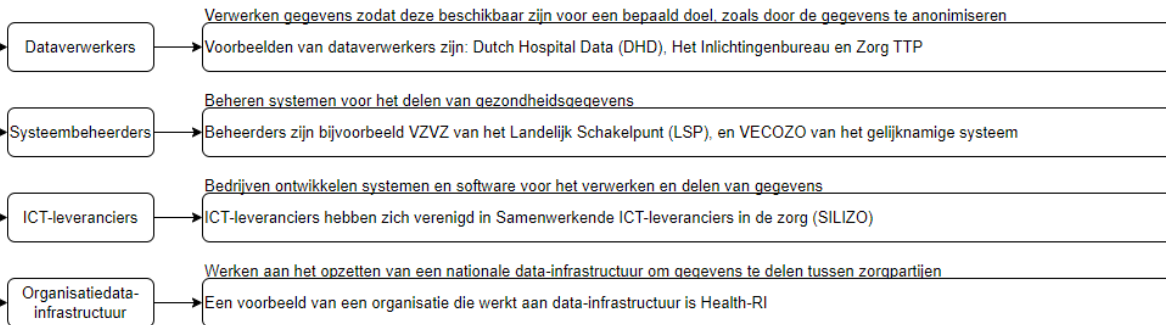 Verwerken gegevens zodat deze beschikbaar zijn voor een bepaald doel, zoals door de gegevens te anonimiseren
Dataverwerkers
Voorbeelden van dataverwerkers zijn: Dutch Hospital Data (DHD), Het Inlichtingenbureau en Zorg TTP
Beheren systemen voor het delen van gezondheidsgegevens
Systeembeheerders
Beheerders zijn bijvoorbeeld VZVZ van het Landelijk Schakelpunt (LSP), en VECOZO van het gelijknamige systeem
Bedrijven ontwikkelen systemen en software voor het verwerken en delen van gegevens
ICT-leveranciers
ICT-leveranciers hebben zich verenigd in Samenwerkende ICT-leveranciers in de zorg (SILIZO)
Werken aan het opzetten van een nationale data-infrastructuur om gegevens te delen tussen zorgpartijen
Organisatiedata-
infrastructuur
Een voorbeeld van een organisatie die werkt aan data-infrastructuur is Health-RI